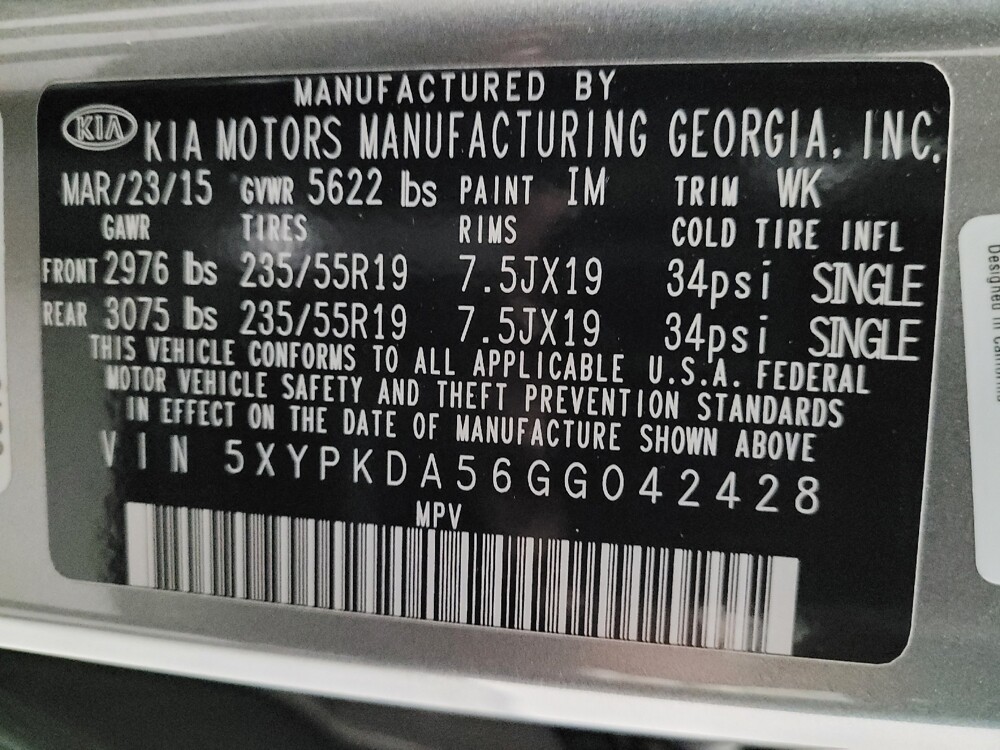 MANUFACTURED BY
KIA KIA MOTORS MANUFACTURING GEORGIA, INC.
MAR/23/15 GVWR 5622 lbs PAINT IM TRIM WK
GAWR TIRES RIMS COLD TIRE INFL
FRONT 2976 lbs 235/55R19 7.5JX19 34psi SINGLE
REAR 3075 lbs 235/55R19 7.5JX19 34psi SINGLE
THIS VEHICLE CONFORMS TO ALL APPLICABLE U.S.A. FEDERAL
MOTOR VEHICLE SAFETY AND THEFT PREVENTION STANDARDS
IN EFFECT ON THE DATE OF MANUFACTURE SHOWN ABOVE
VIN 5XYPKDA56GG042428
MPV
Designed in